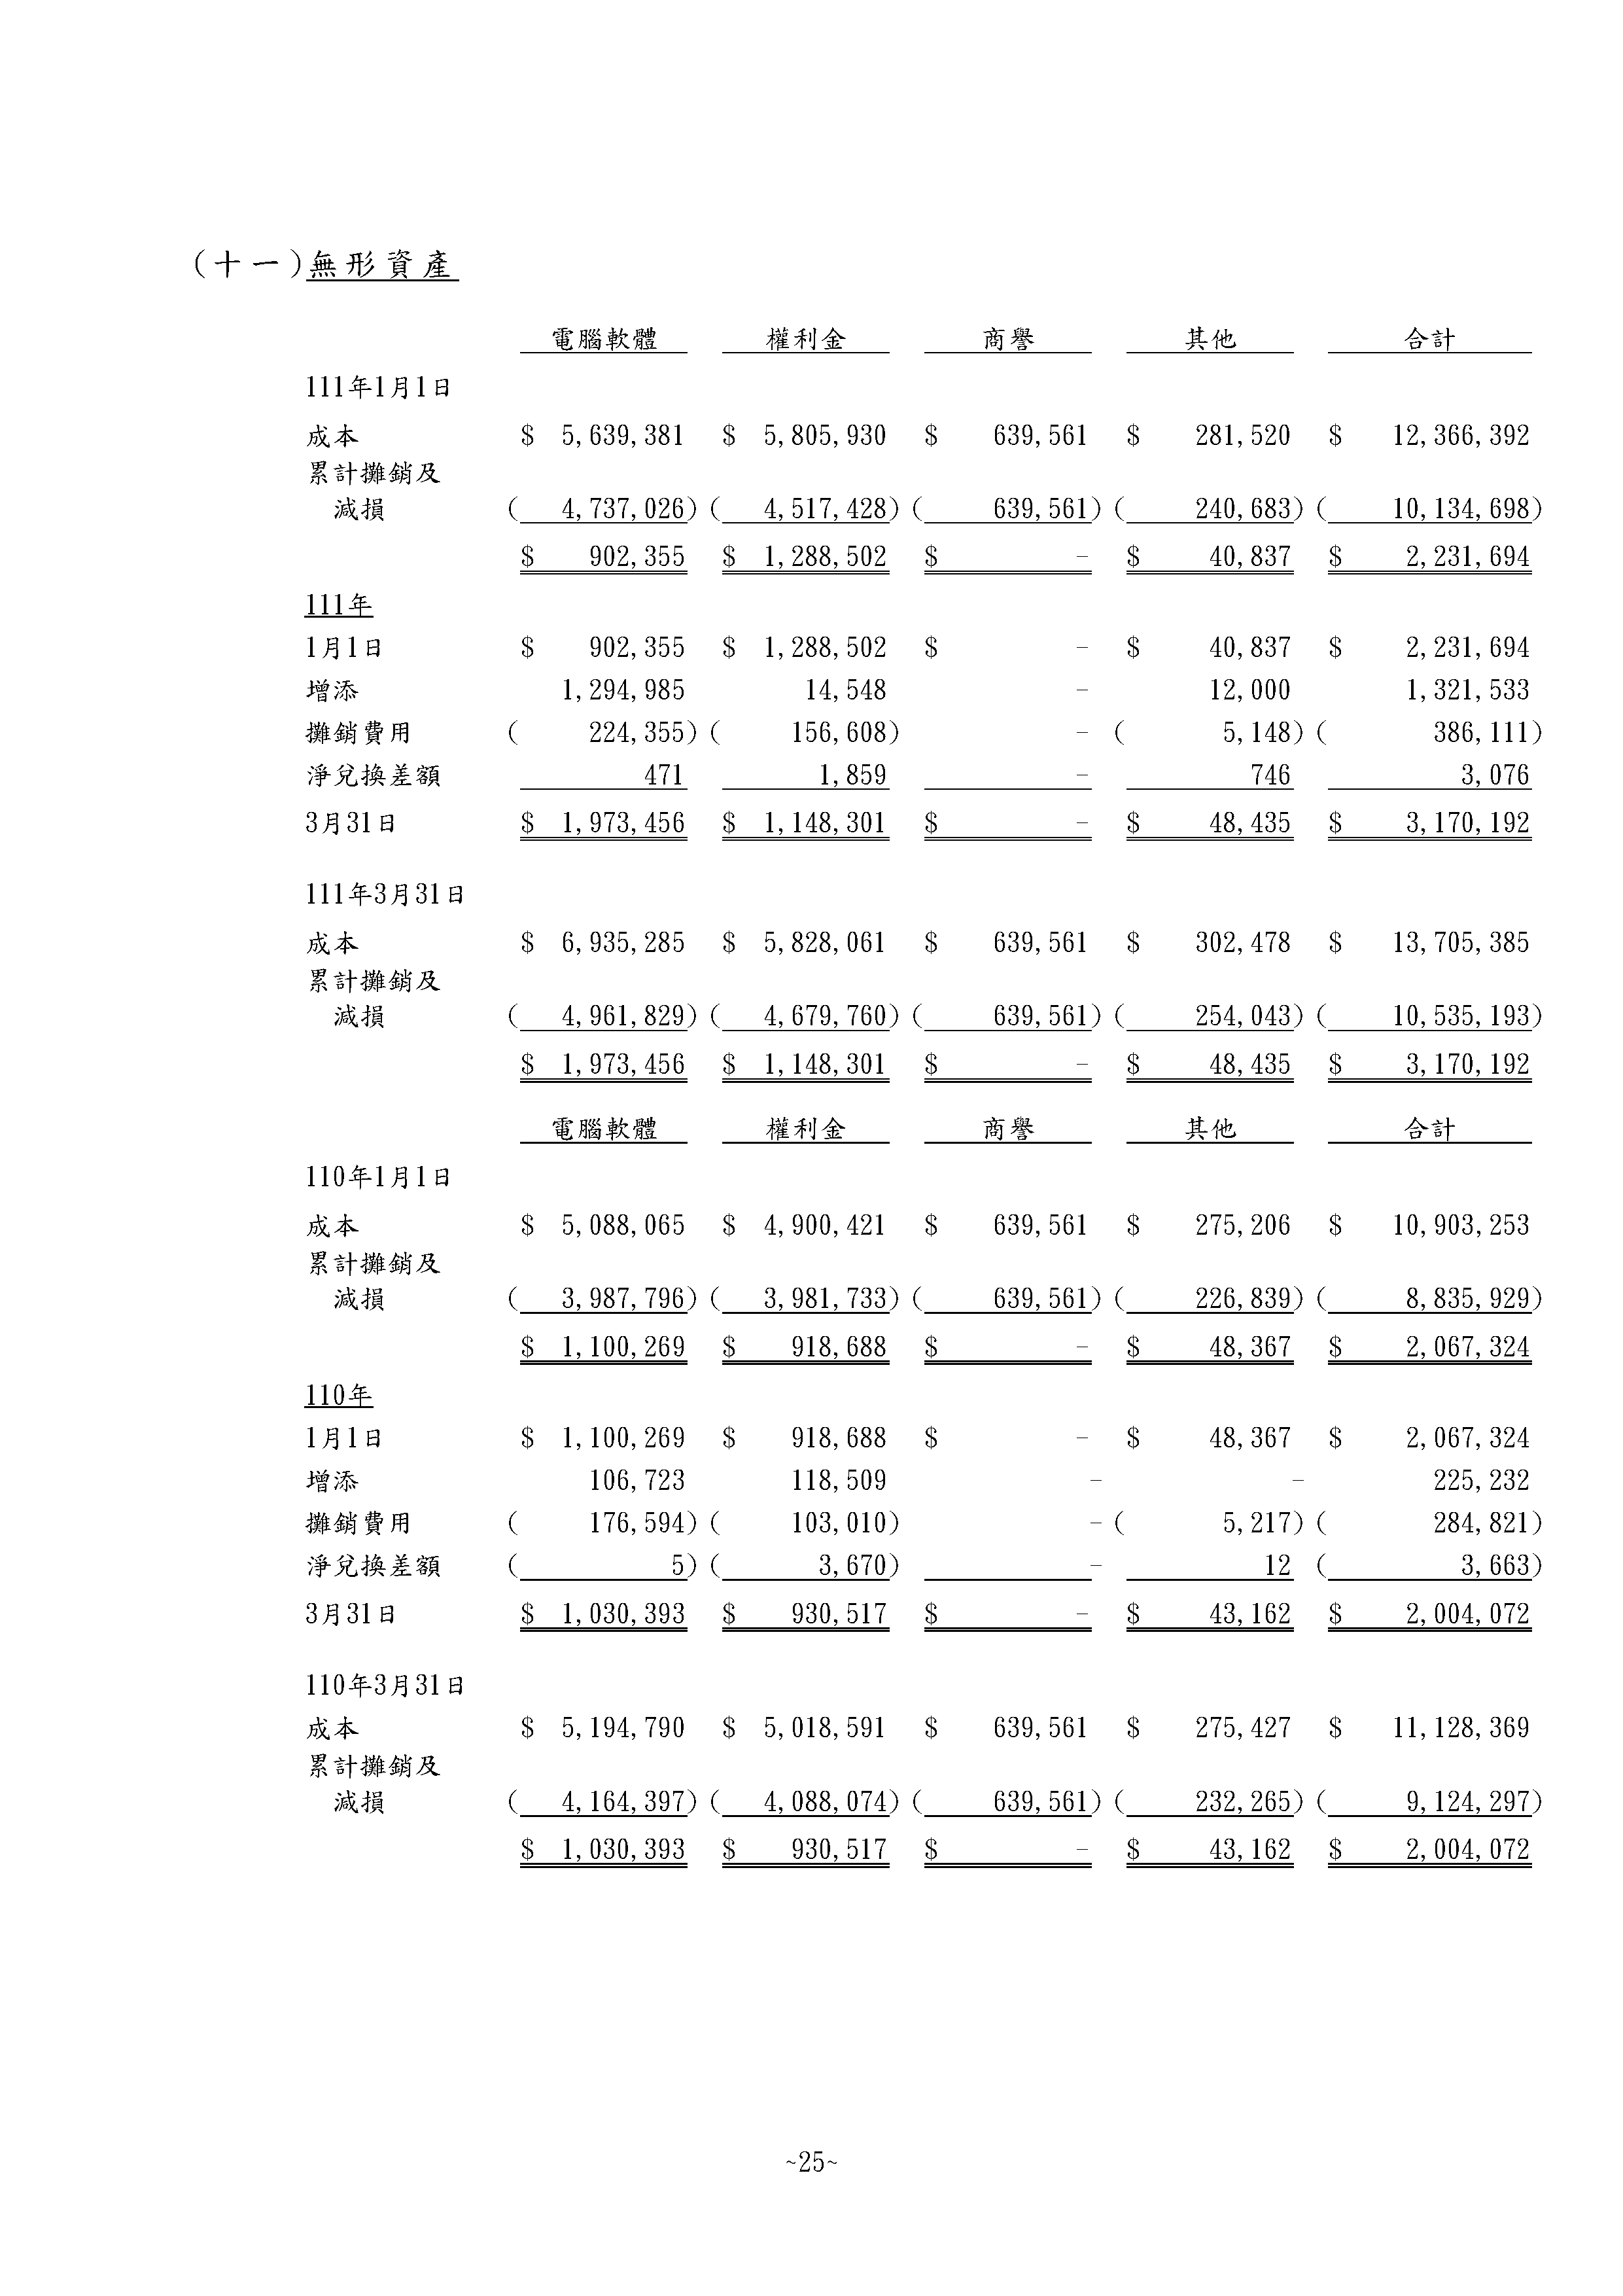 (十一)無形資產
電腦軟體 權利金 商譽 其他 合計
111年1月1日
成本 $ 5,639,381 $ 5,805,930 $ 639,561 $ 281,520 $ 12,366,392
累計攤銷及
減損 ( 4,737,026) ( 4,517,428) ( 639,561) ( 240,683) ( 10,134,698)
$ 902,355 $ 1,288,502 $ - $ 40,837 $ 2,231,694
111年
1月1日 $ 902,355 $ 1,288,502 $ - $ 40,837 $ 2,231,694
增添 1,294,985 14,548 - 12,000 1,321,533
攤銷費用 ( 224,355) ( 156,608) - ( 5,148) ( 386,111)
淨兌換差額 471 1,859 - 746 3,076
3月31日 $ 1,973,456 $ 1,148,301 $ - $ 48,435 $ 3,170,192
111年3月31日
成本 $ 6,935,285 $ 5,828,061 $ 639,561 $ 302,478 $ 13,705,385
累計攤銷及
減損 ( 4,961,829) ( 4,679,760) ( 639,561) ( 254,043) ( 10,535,193)
$ 1,973,456 $ 1,148,301 $ - $ 48,435 $ 3,170,192
電腦軟體 權利金 商譽 其他 合計
110年1月1日
成本 $ 5,088,065 $ 4,900,421 $ 639,561 $ 275,206 $ 10,903,253
累計攤銷及
減損 ( 3,987,796) ( 3,981,733) ( 639,561) ( 226,839) ( 8,835,929)
$ 1,100,269 $ 918,688 $ - $ 48,367 $ 2,067,324
110年
1月1日 $ 1,100,269 $ 918,688 $ - $ 48,367 $ 2,067,324
增添 106,723 118,509 - - 225,232
攤銷費用 ( 176,594) ( 103,010) - ( 5,217) ( 284,821)
淨兌換差額 ( 5) ( 3,670) - 12 ( 3,663)
3月31日 $ 1,030,393 $ 930,517 $ - $ 43,162 $ 2,004,072
110年3月31日
成本 $ 5,194,790 $ 5,018,591 $ 639,561 $ 275,427 $ 11,128,369
累計攤銷及
減損 ( 4,164,397) ( 4,088,074) ( 639,561) ( 232,265) ( 9,124,297)
$ 1,030,393 $ 930,517 $ - $ 43,162 $ 2,004,072
~25~